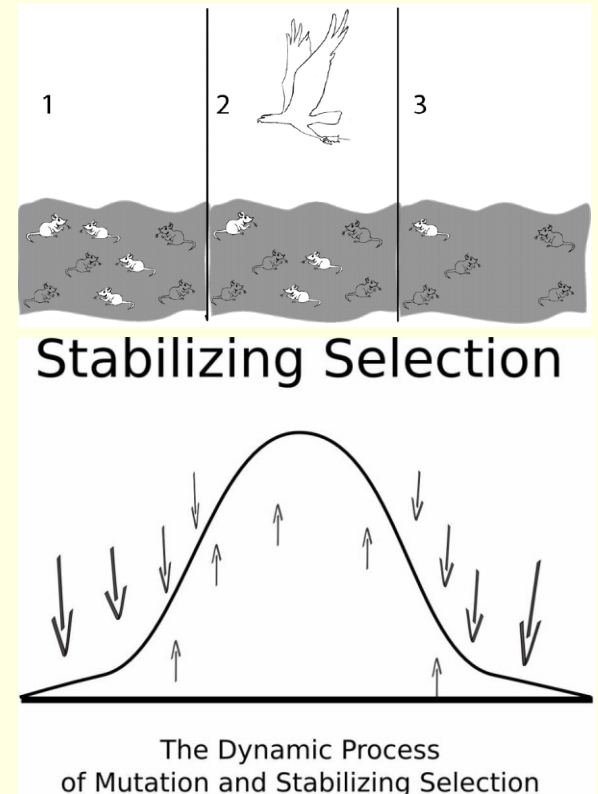 1 2 3
Stabilizing Selection
The Dynamic Process
of Mutation and Stabilizing Selection